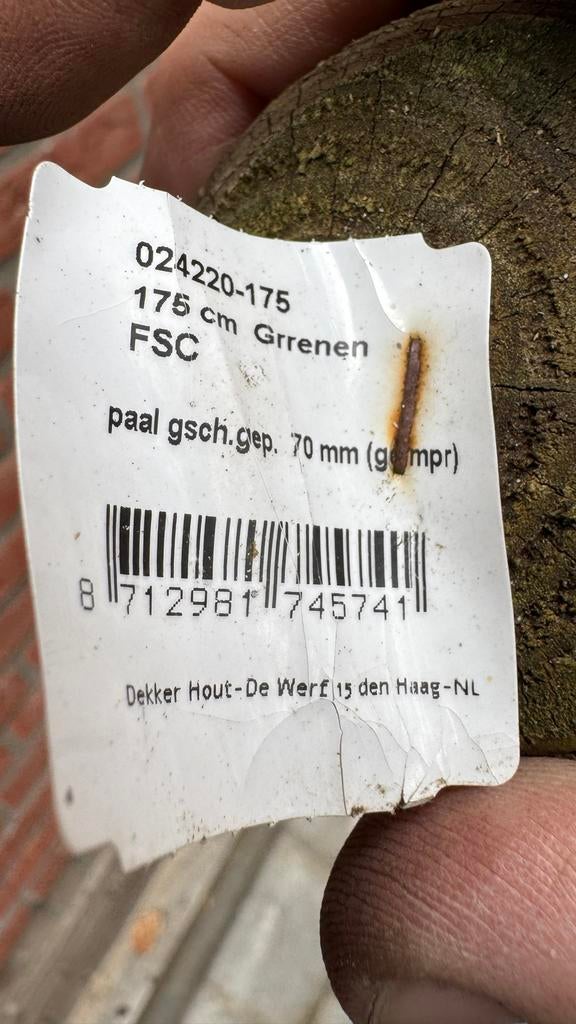 024220-175
175 cm Grrenen
FSC
paal gsch.gep. 70 mm
8 712981 745741
Dekker Hout-De Werf 15 den Haag-NL